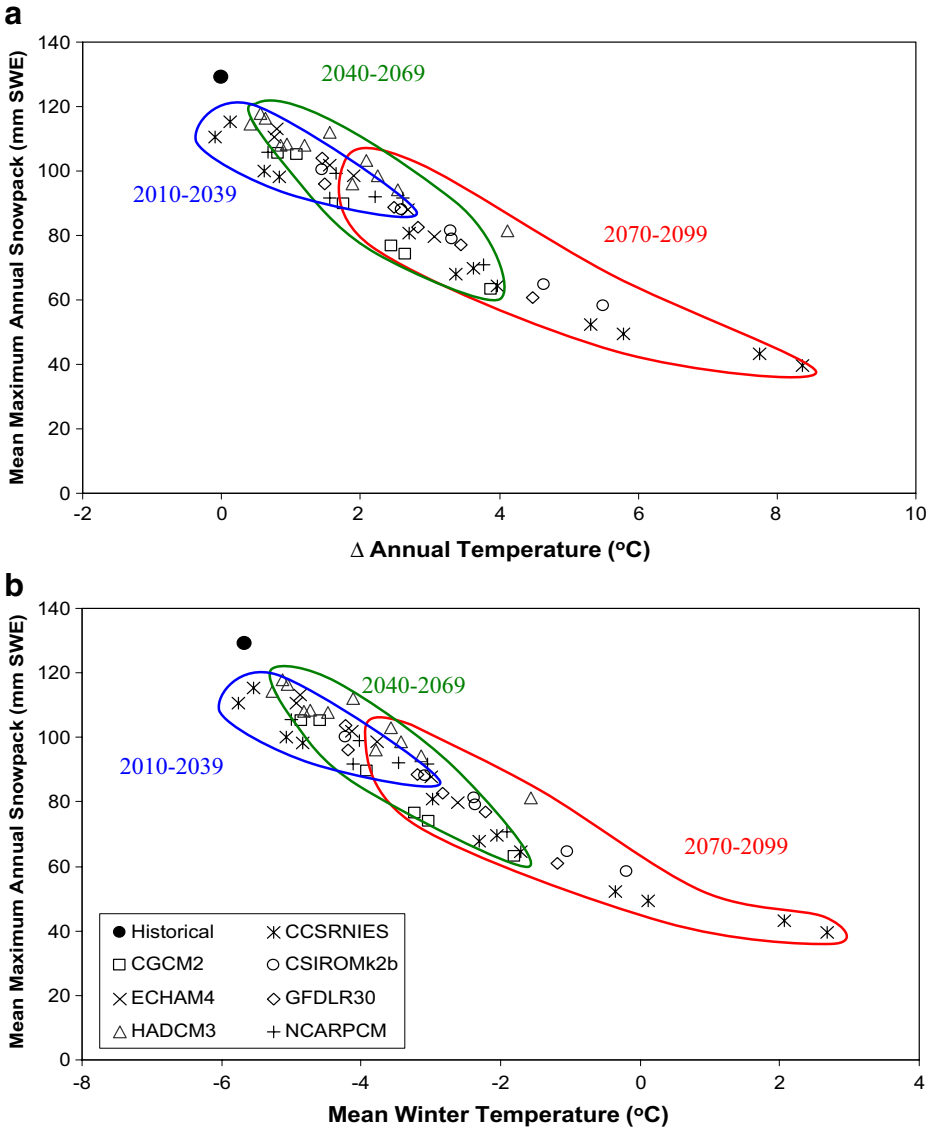 a
Mean Maximum Annual Snowpack (mm SWE)
140
120
100
80
60
40
20
0
2040-2069
2010-2039
2070-2099
-2 0 2 4 6 8 10
Δ Annual Temperature (ºC)
b
Mean Maximum Annual Snowpack (mm SWE)
140
120
100
80
60
40
20
0
2040-2069
2010-2039
2070-2099
Historical CCSRNIES
CGCM2 CSIROMk2b
ECHAM4 GFDLR30
HADCM3 NCARPCM
-8 -6 -4 -2 0 2 4
Mean Winter Temperature (ºC)